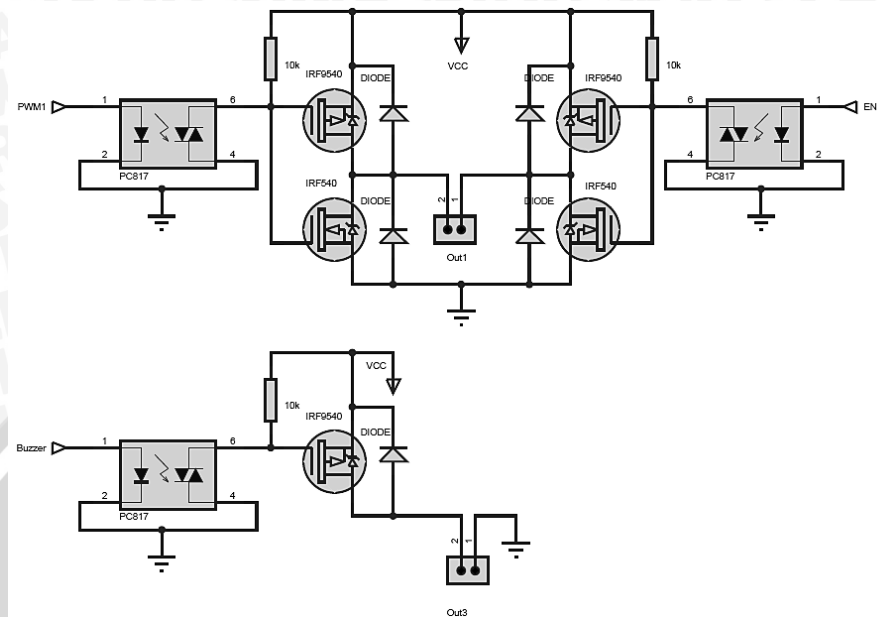 10k
IRF9540
DIODE
VCC
DIODE
IRF9540
10k
PWM1
1
6
2
4
PC817
6
1
EN
4
2
PC817
IRF540
DIODE
2
1
DIODE
IRF540
Out1
VCC
10k
IRF9540
DIODE
Buzzer
1
6
2
4
PC817
2
1
Out3